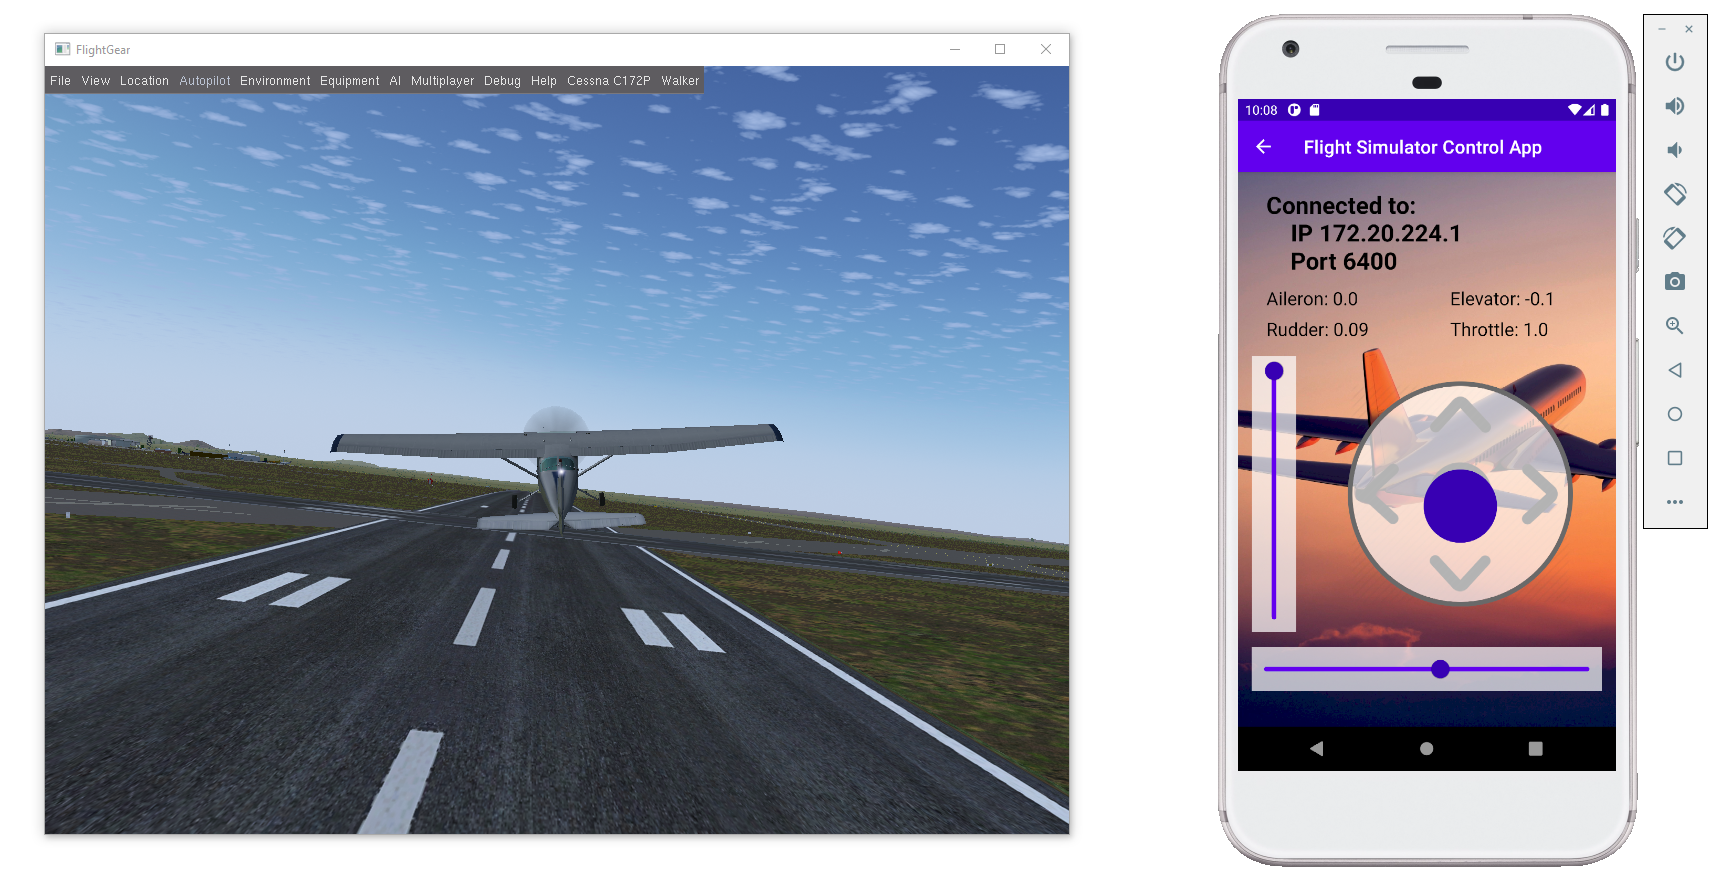 FlightGear
File View Location Autopilot Environment Equipment AI Multiplayer Debug Help Cessna C172P Walker
10:08
Flight Simulator Control App
Connected to:
IP 172.20.224.1
Port 6400
Aileron: 0.0 Elevator: -0.1
Rudder: 0.09 Throttle: 1.0